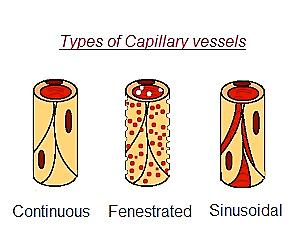 Types of Capillary vessels
Continuous Fenestrated Sinusoidal